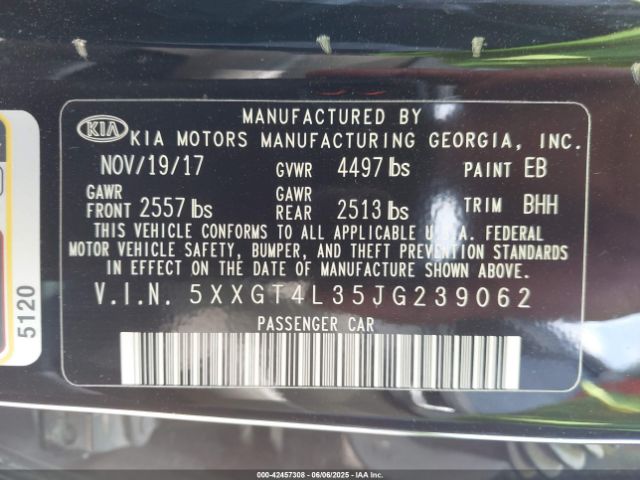 MANUFACTURED BY
KIA KIA MOTORS MANUFACTURING GEORGIA, INC.
NOV/19/17 GVWR 4497 lbs PAINT EB
GAWR FRONT 2557 lbs GAWR REAR 2513 lbs TRIM BHH
THIS VEHICLE CONFORMS TO ALL APPLICABLE U.S.A. FEDERAL
MOTOR VEHICLE SAFETY, BUMPER, AND THEFT PREVENTION STANDARDS
IN EFFECT ON THE DATE OF MANUFACTURE SHOWN ABOVE.
V.I.N. 5XXGT4L35JG239062
PASSENGER CAR
5120
000-42457308 06/06/2025 - IAAI.com